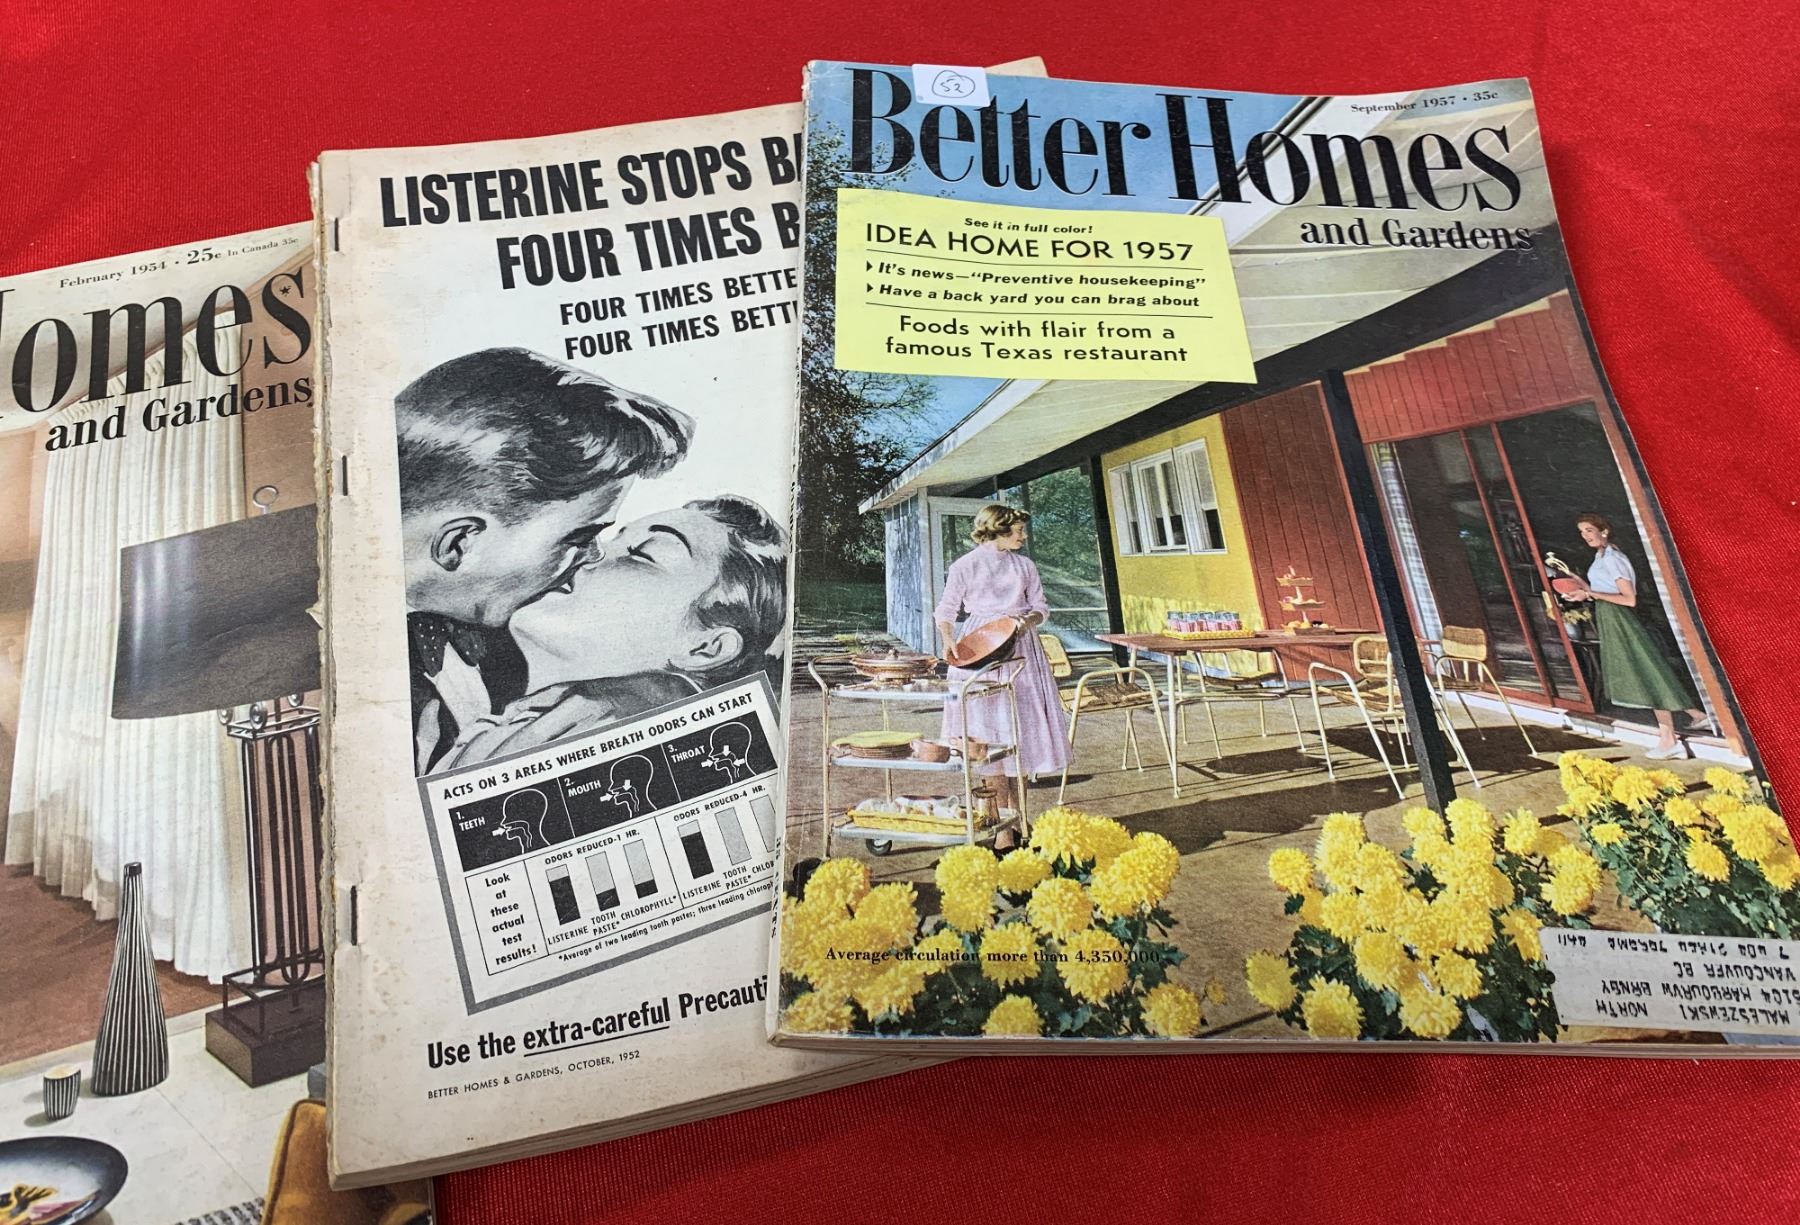 February 1954 · 25c In Canada 35c
Homes
and Gardens
LISTERINE STOPS BA
FOUR TIMES B
FOUR TIMES BETTE
FOUR TIMES BETT
ACTS ON 3 AREAS WHERE BREATH ODORS CAN START
1. TEETH
2. MOUTH
3. THROAT
Look
at
these
actual
test
results!
ODORS REDUCED-1 HR.
LISTERINE TOOTH PASTE* CHLOROPHYLL*
ODORS REDUCED-4 HR.
LISTERINE TOOTH PASTE* CHLOR
*Average of two leading tooth pastes; three leading chloroph
Use the extra-careful Precauti
BETTER HOMES & GARDENS, OCTOBER, 1952
52
September 1957 · 35c
Better Homes
and Gardens
See it in full color!
IDEA HOME FOR 1957
It's news—"Preventive housekeeping"
Have a back yard you can brag about
Foods with flair from a
famous Texas restaurant
Average circulation more than 4,350,000
MALESZEWSKI NORTH
VANCOUVER BC